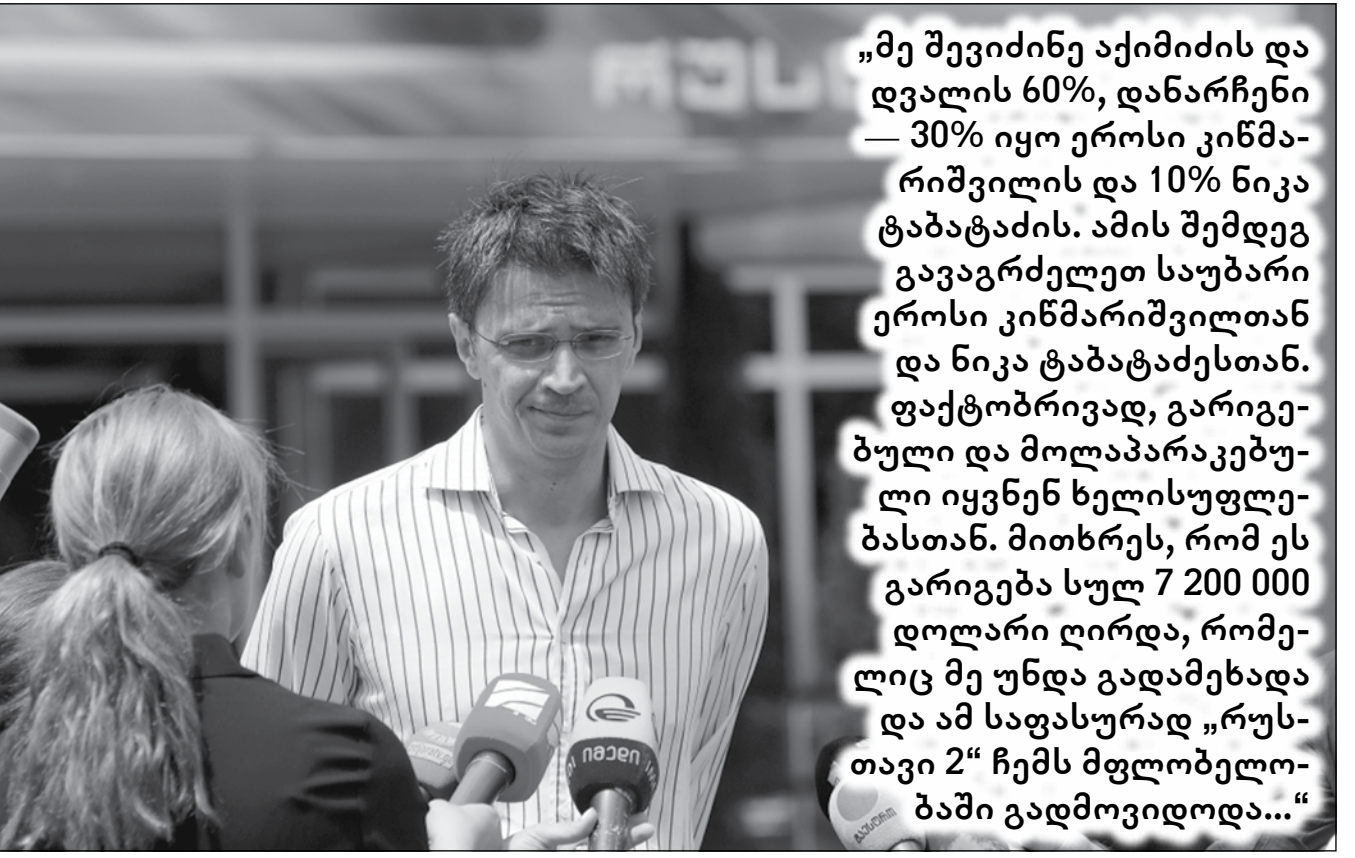 „მე შევიძინე აქიმიძის და
დვალის 60%, დანარჩენი
— 30% იყო ეროსი კიწმა-
რიშვილის და 10% ნიკა
ტაბატაძის. ამის შემდეგ
გავაგრძელეთ საუბარი
ეროსი კიწმარიშვილთან
და ნიკა ტაბატაძესთან.
ფაქტობრივად, გარიგე-
ბული და მოლაპარაკებუ-
ლი იყვნენ ხელისუფლე-
ბასთან. მითხრეს, რომ ეს
გარიგება სულ 7 200 000
დოლარი ღირდა, რომე-
ლიც მე უნდა გადამეხადა
და ამ საფასურად „რუს-
თავი 2“ ჩემს მფლობელო-
ბაში გადმოვიდოდა...“